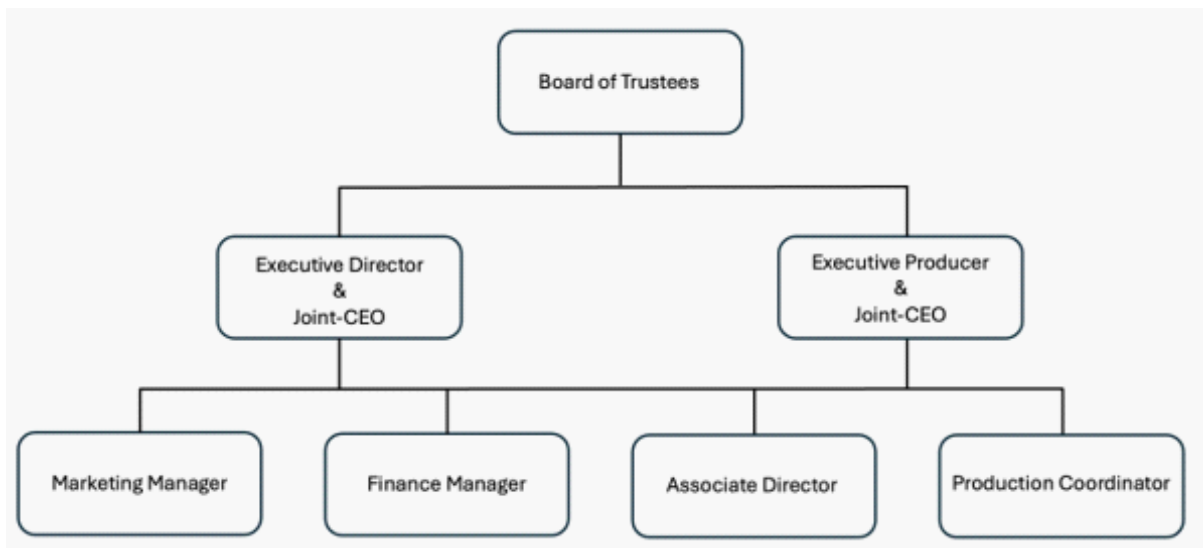 Board of Trustees
Executive Director
&
Joint-CEO
Executive Producer
&
Joint-CEO
Marketing Manager
Finance Manager
Associate Director
Production Coordinator